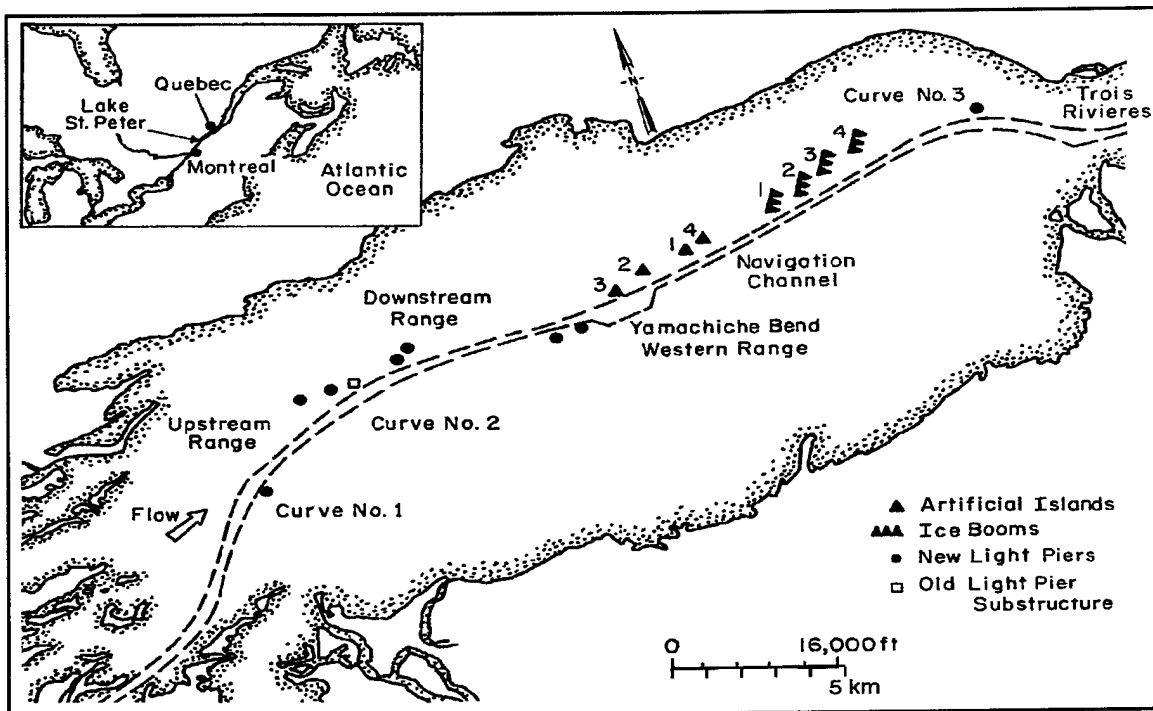 Quebec
Lake
St. Peter
Montreal
Atlantic
Ocean
Curve No. 3
Trois
Rivieres
4
3
2
1
4
1
2
3
Navigation
Channel
Downstream
Range
Yamachiche Bend
Western Range
Upstream
Range
Curve No. 2
Flow
Curve No. 1
Artificial Islands
Ice Booms
New Light Piers
Old Light Pier
Substructure
0 16,000 ft
5 km